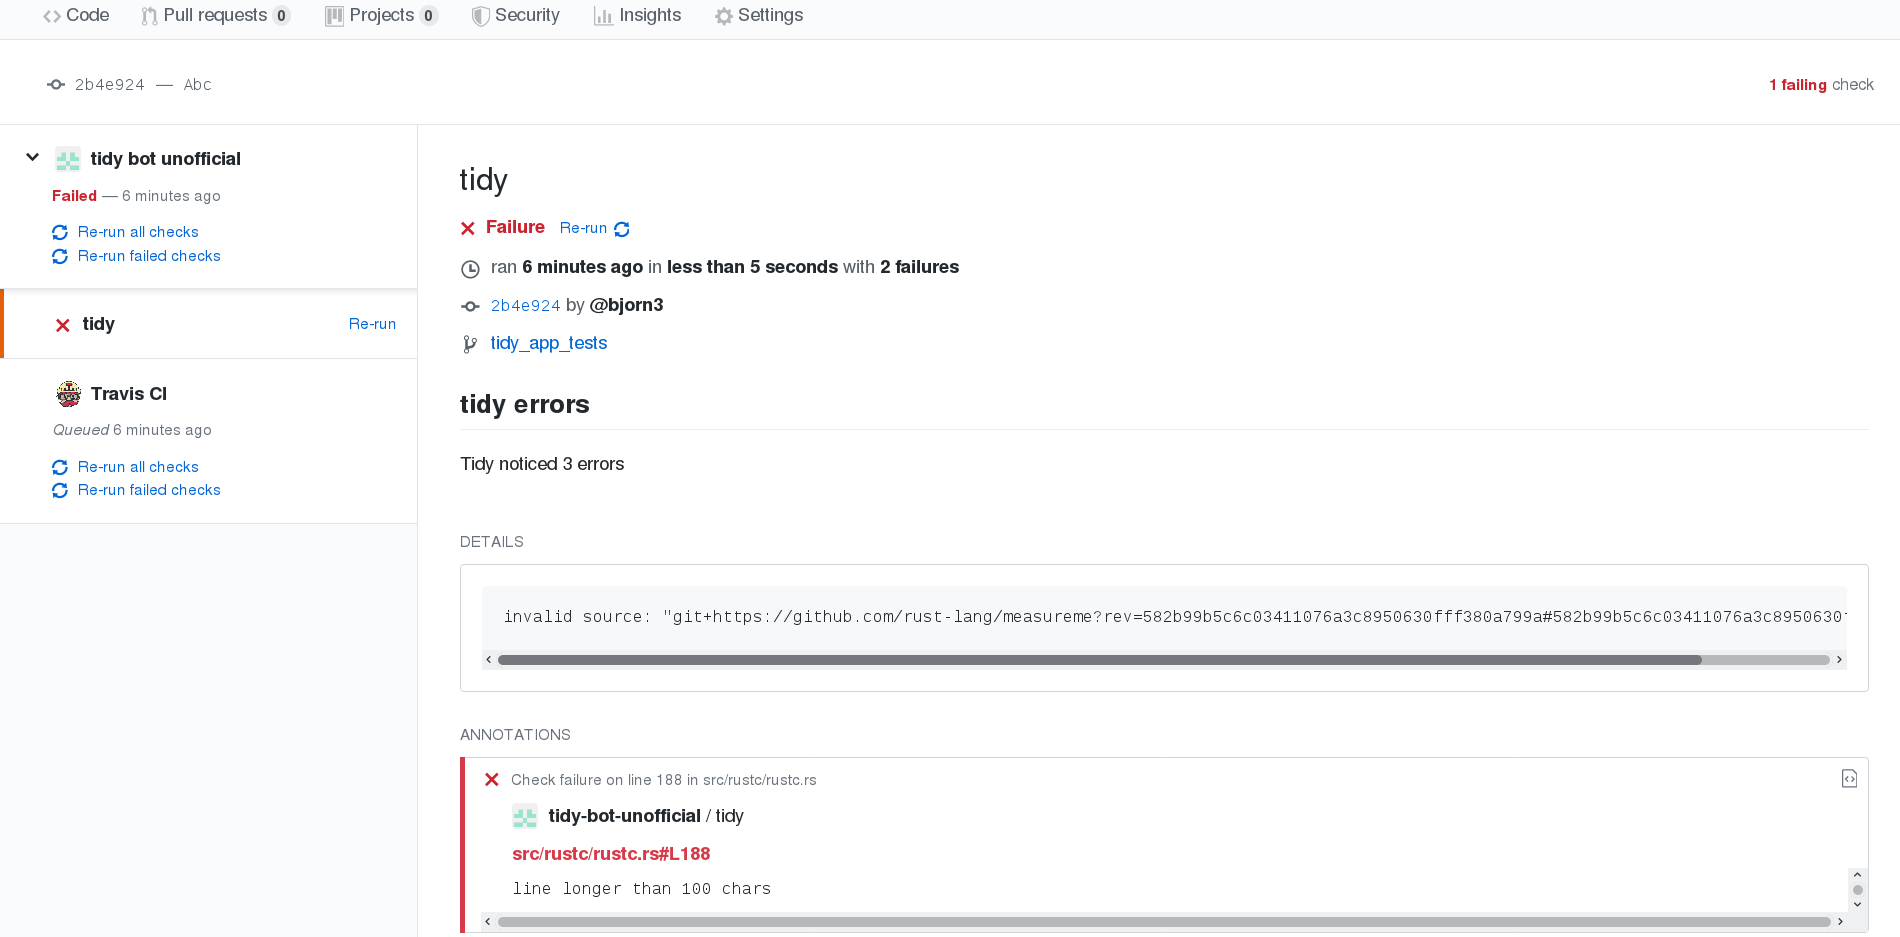 Code Pull requests 0 Projects 0 Security Insights Settings
2b4e924 — Abc
1 failing check
tidy bot unofficial
Failed — 6 minutes ago
Re-run all checks
Re-run failed checks
tidy Re-run
Travis CI
Queued 6 minutes ago
Re-run all checks
Re-run failed checks
tidy
Failure Re-run
ran 6 minutes ago in less than 5 seconds with 2 failures
2b4e924 by @bjorn3
tidy_app_tests
tidy errors
Tidy noticed 3 errors
DETAILS
invalid source: "git+https://github.com/rust-lang/measureme?rev=582b99b5c6c03411076a3c8950630fff380a799a#582b99b5c6c03411076a3c8950630f
ANNOTATIONS
Check failure on line 188 in src/rustc/rustc.rs
tidy-bot-unofficial / tidy
src/rustc/rustc.rs#L188
line longer than 100 chars